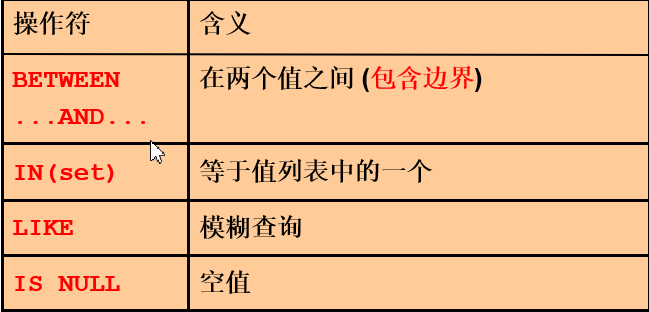 操作符 含义
BETWEEN 在两个值之间 (包含边界)
...AND...
IN(set) 等于值列表中的一个
LIKE 模糊查询
IS NULL 空值